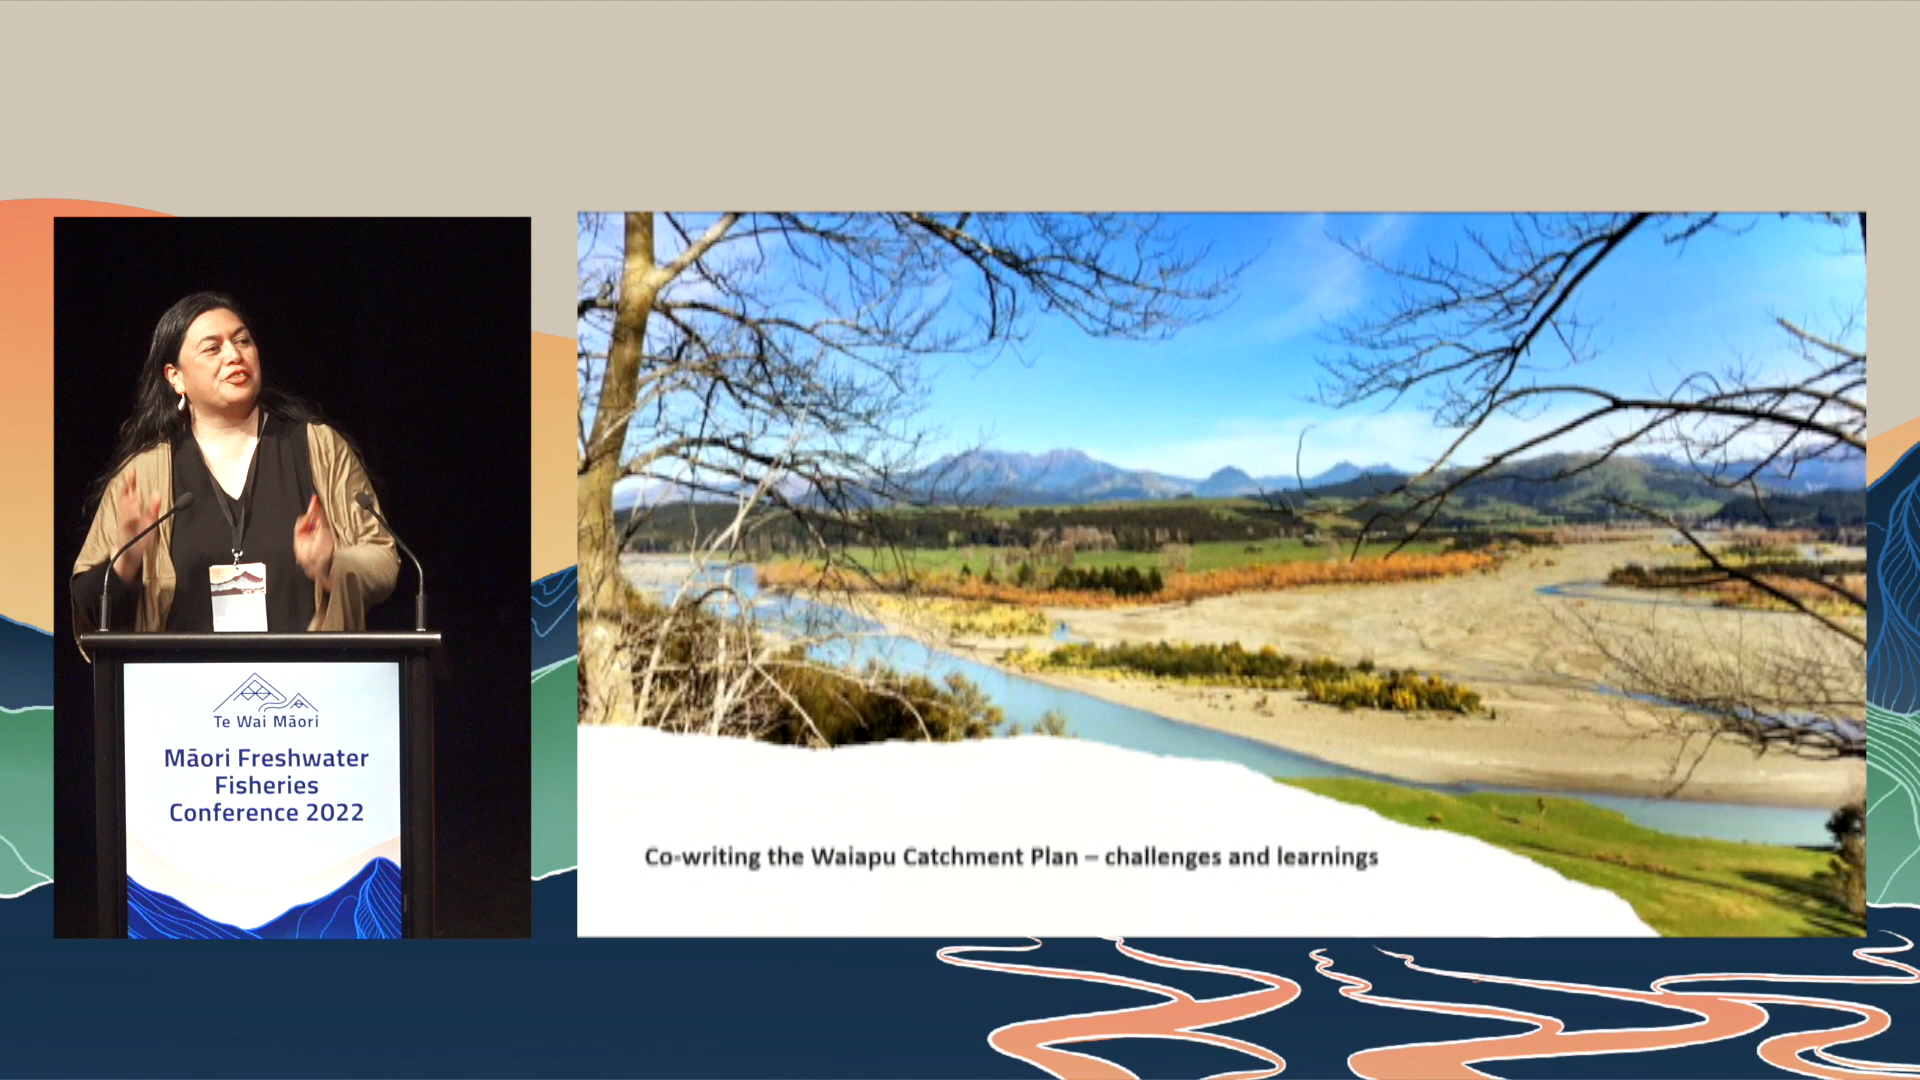 Te Wai Māori
Māori Freshwater
Fisheries
Conference 2022
Co-writing the Waiapu Catchment Plan – challenges and learnings